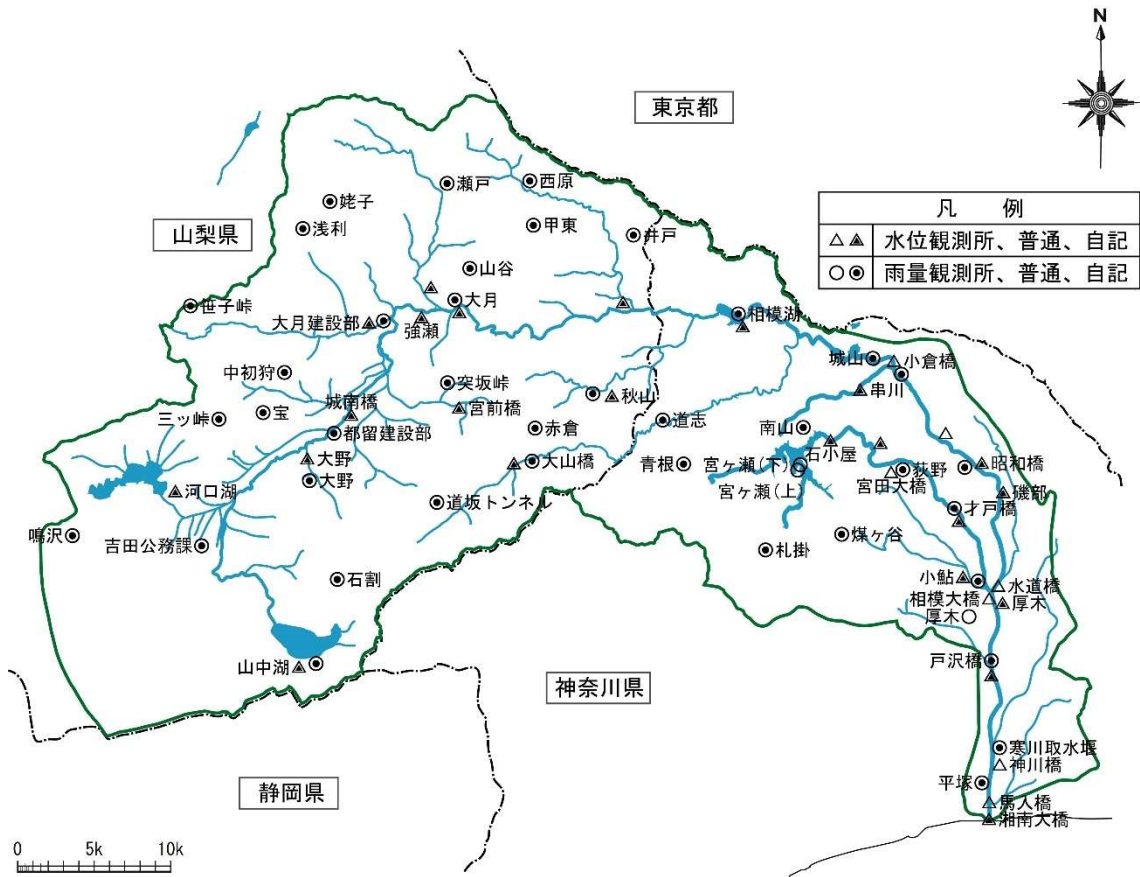 N
東京都
凡 例
△▲ 水位観測所、普通、自記
○◉ 雨量観測所、普通、自記
山梨県
瀬戸
西原
姥子
浅利
甲東
井戸
山谷
大月
笹子峠
大月建設部
強瀬
相模湖
城山
小倉橋
串川
中初狩
突坂峠
宮前橋
秋山
城南橋
宝
三ッ峠
都留建設部
赤倉
道志
南山
石小屋
大野
大野
大山橋
青根
宮ヶ瀬(下)
宮ヶ瀬(上)
宮田大橋
荻野
昭和橋
磯部
河口湖
道坂トンネル
才戸橋
鳴沢
吉田公務課
煤ヶ谷
札掛
石割
小鮎
水道橋
相模大橋
厚木
厚木
戸沢橋
山中湖
神奈川県
寒川取水堰
神川橋
静岡県
平塚
馬入橋
湘南大橋
0 5k 10k